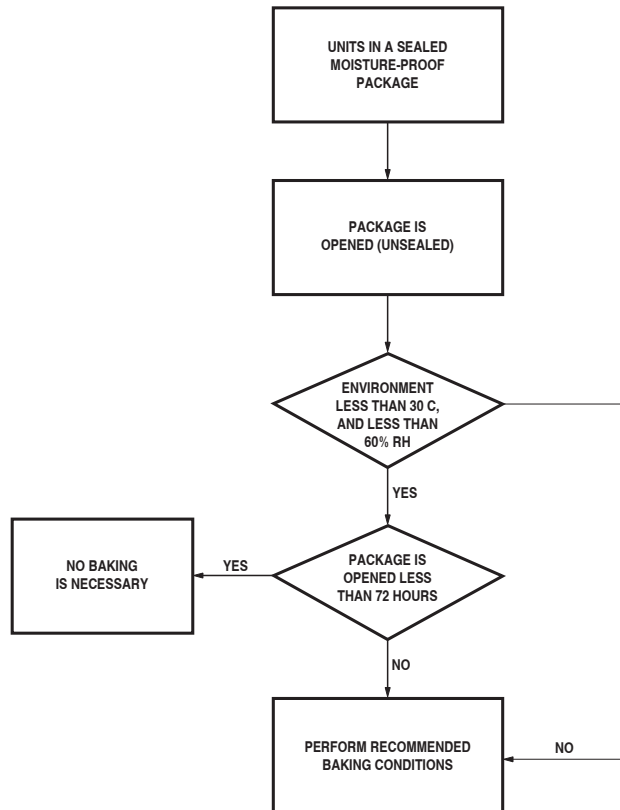 UNITS IN A SEALED
MOISTURE-PROOF
PACKAGE
PACKAGE IS
OPENED (UNSEALED)
ENVIRONMENT
LESS THAN 30 C,
AND LESS THAN
60% RH
YES
NO BAKING
IS NECESSARY
YES
PACKAGE IS
OPENED LESS
THAN 72 HOURS
NO
PERFORM RECOMMENDED
BAKING CONDITIONS
NO